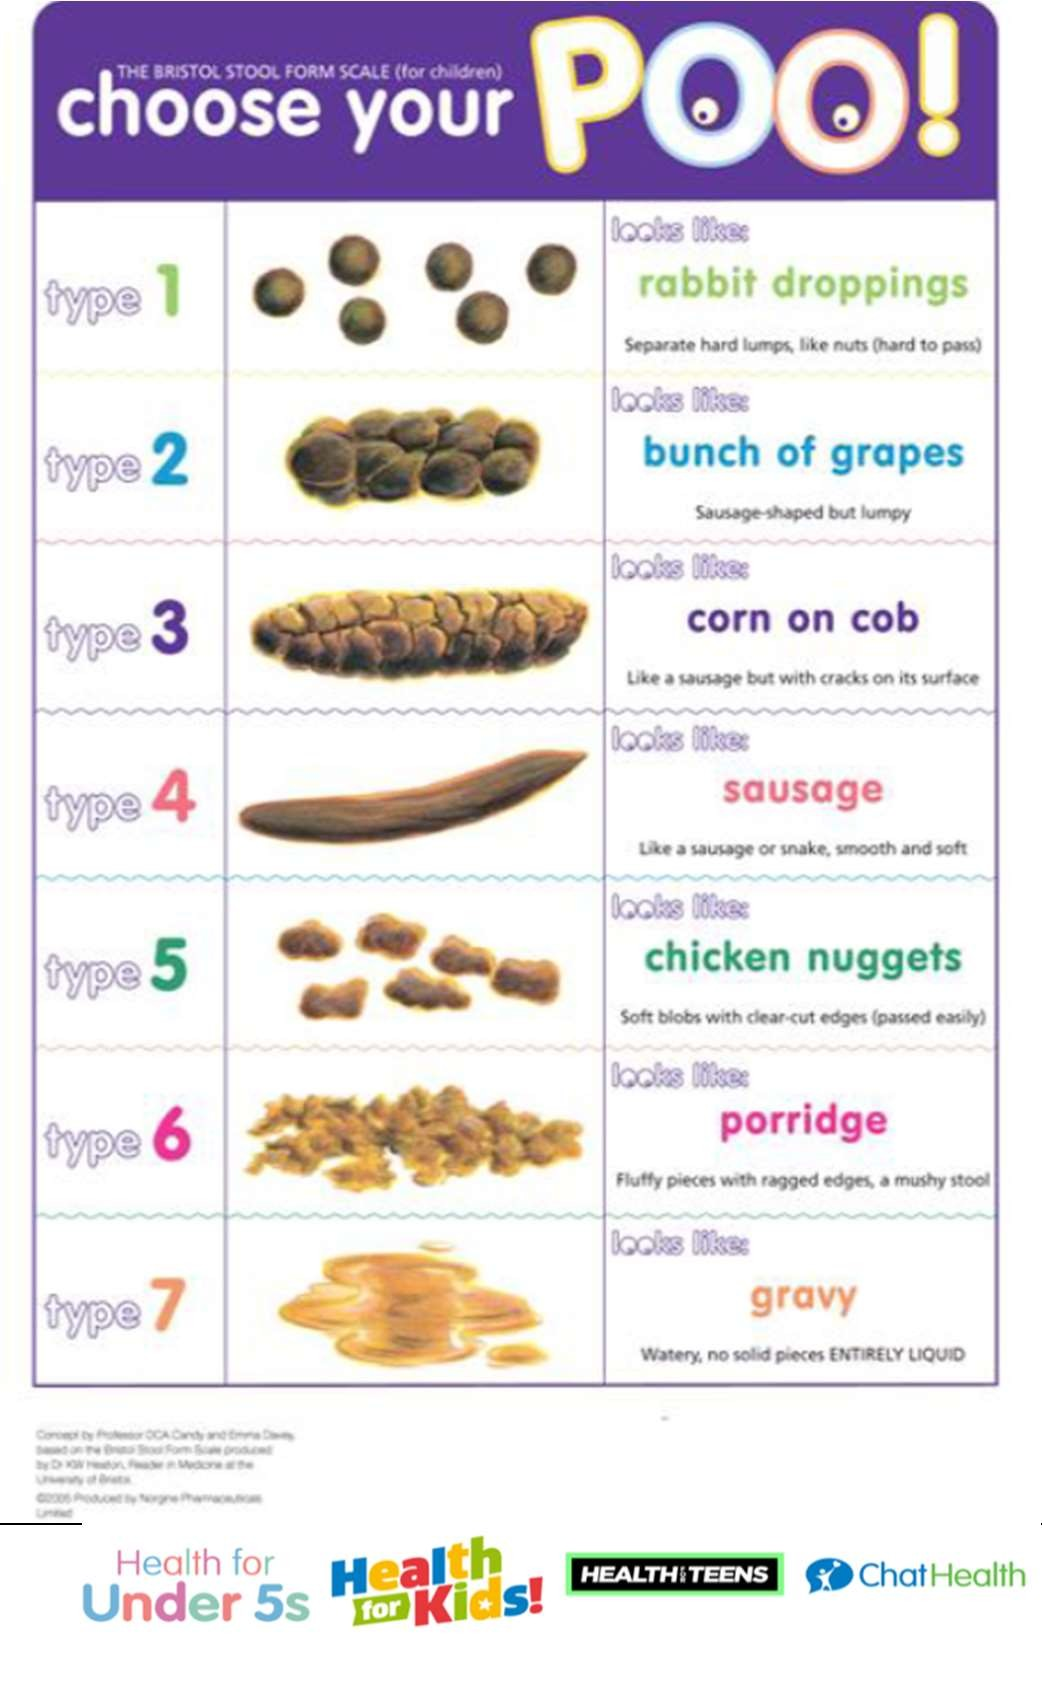 THE BRISTOL STOOL FORM SCALE (for children)
choose your POO!
type 1
looks like:
rabbit droppings
Separate hard lumps, like nuts (hard to pass)
type 2
looks like:
bunch of grapes
Sausage-shaped but lumpy
type 3
looks like:
corn on cob
Like a sausage but with cracks on its surface
type 4
looks like:
sausage
Like a sausage or snake, smooth and soft
type 5
looks like:
chicken nuggets
Soft blobs with clear-cut edges (passed easily)
type 6
looks like:
porridge
Fluffy pieces with ragged edges, a mushy stool
type 7
looks like:
gravy
Watery, no solid pieces ENTIRELY LIQUID
Concept by Professor DCA Candy and Emma Davey,
based on the Bristol Stool Form Scale produced
by Dr KW Heaton, Reader in Medicine at the
University of Bristol.
©2005 Produced by Norgine Pharmaceuticals
Limited
Health for
Under 5s
Health
for Kids!
HEALTH FOR TEENS
ChatHealth